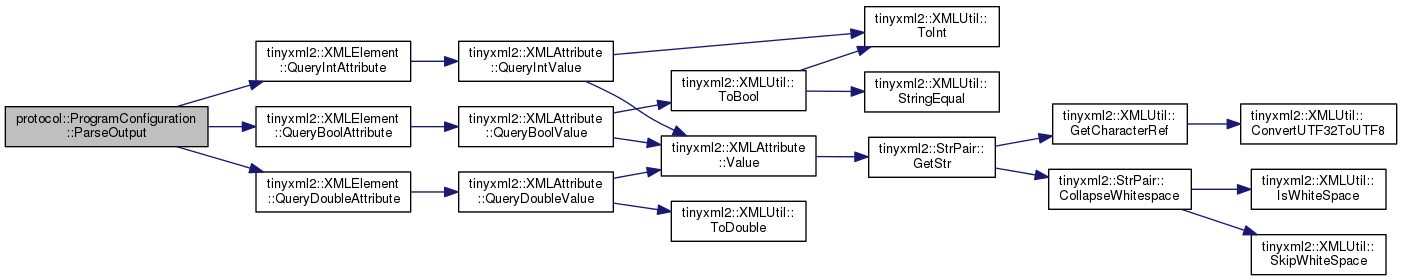 protocol::ProgramConfiguration
::ParseOutput
tinyxml2::XMLElement
::QueryIntAttribute
tinyxml2::XMLElement
::QueryBoolAttribute
tinyxml2::XMLElement
::QueryDoubleAttribute
tinyxml2::XMLAttribute
::QueryIntValue
tinyxml2::XMLAttribute
::QueryBoolValue
tinyxml2::XMLAttribute
::QueryDoubleValue
tinyxml2::XMLUtil::
ToBool
tinyxml2::XMLAttribute
::Value
tinyxml2::XMLUtil::
ToDouble
tinyxml2::XMLUtil::
ToInt
tinyxml2::XMLUtil::
StringEqual
tinyxml2::StrPair::
GetStr
tinyxml2::XMLUtil::
GetCharacterRef
tinyxml2::StrPair::
CollapseWhitespace
tinyxml2::XMLUtil::
ConvertUTF32ToUTF8
tinyxml2::XMLUtil::
IsWhiteSpace
tinyxml2::XMLUtil::
SkipWhiteSpace